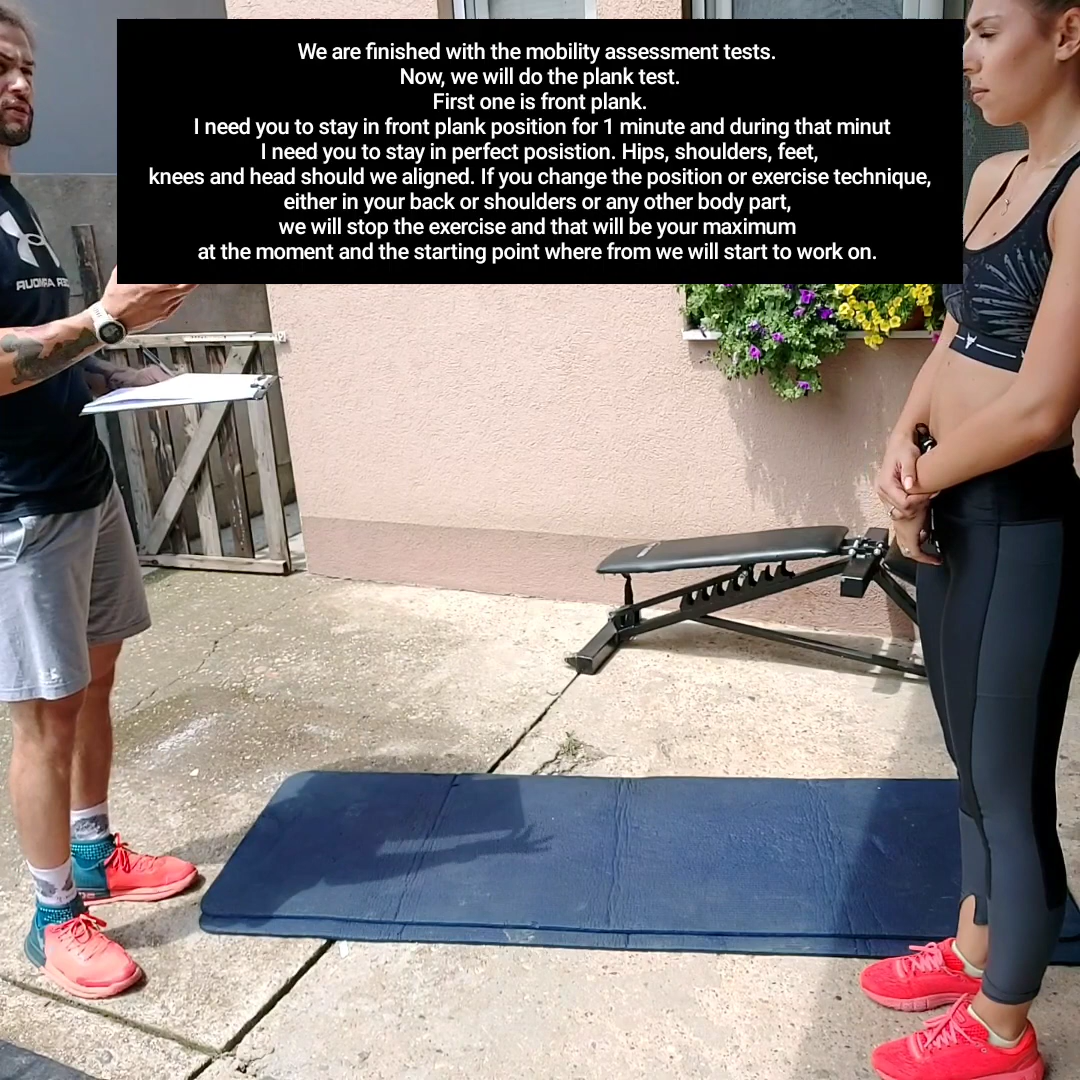 We are finished with the mobility assessment tests.
Now, we will do the plank test.
First one is front plank.
I need you to stay in front plank position for 1 minute and during that minut
I need you to stay in perfect posistion. Hips, shoulders, feet,
knees and head should we aligned. If you change the position or exercise technique,
either in your back or shoulders or any other body part,
we will stop the exercise and that will be your maximum
at the moment and the starting point where from we will start to work on.